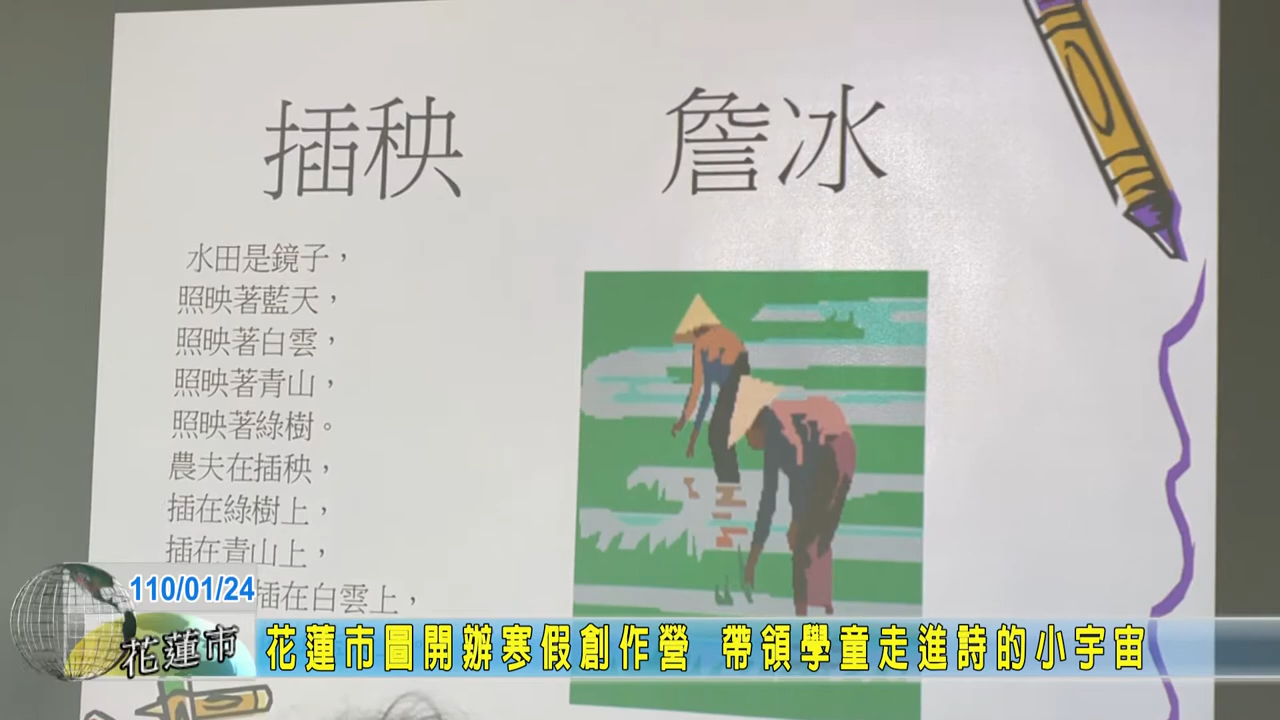 插秧 詹冰
水田是鏡子，
照映著藍天，
照映著白雲，
照映著青山，
照映著綠樹。
農夫在插秧，
插在綠樹上，
插在青山上，
插在白雲上，
110/01/24
花蓮市
花蓮市圖開辦寒假創作營 帶領學童走進詩的小宇宙